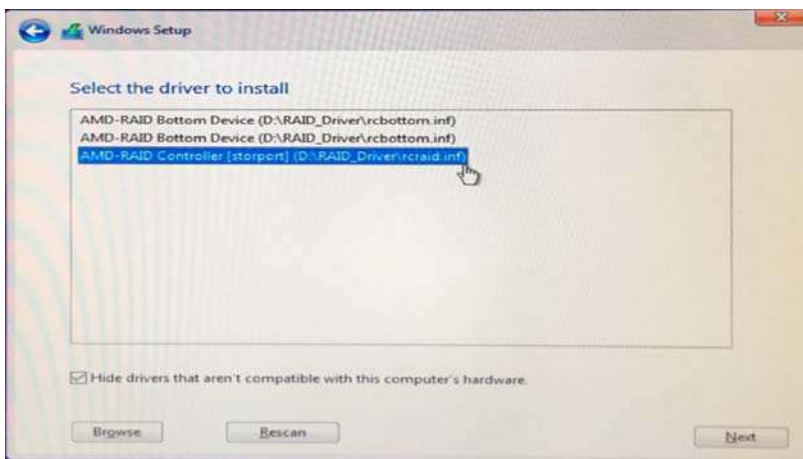 Windows Setup
Select the driver to install
AMD-RAID Bottom Device (D:\RAID_Driver\rcbottom.inf)
AMD-RAID Bottom Device (D:\RAID_Driver\rcbottom.inf)
AMD-RAID Controller [storport] (D:\RAID_Driver\rcraid.inf)
Hide drivers that aren't compatible with this computer's hardware.
Browse
Rescan
Next